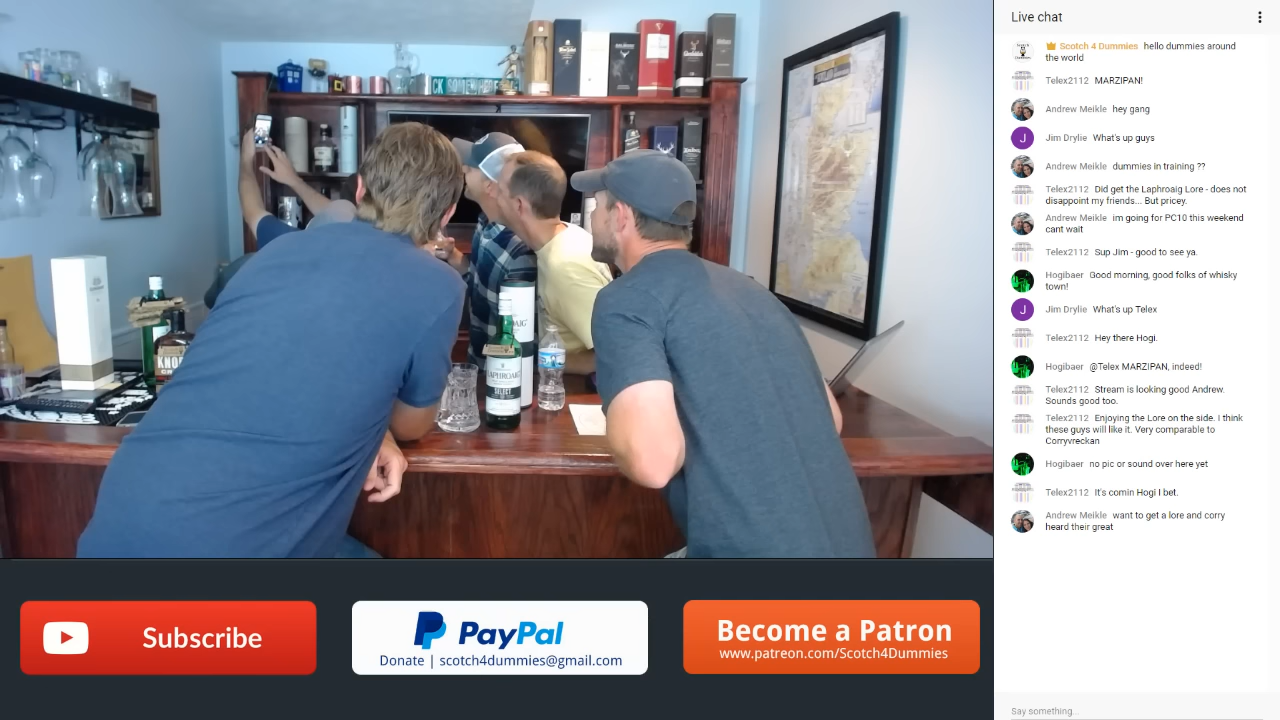 CK SOMEWHERE
KNOB
LAPHROAIG
SELECT
Subscribe
PayPal
Donate | scotch4dummies@gmail.com
Become a Patron
www.patreon.com/Scotch4Dummies
Live chat
Scotch 4 Dummies hello dummies around
the world
Telex2112 MARZIPAN!
Andrew Meikle hey gang
J
Jim Drylie What's up guys
Andrew Meikle dummies in training ??
Telex2112 Did get the Laphroaig Lore - does not
disappoint my friends... But pricey.
Andrew Meikle im going for PC10 this weekend
cant wait
Telex2112 Sup Jim - good to see ya.
Hogibaer Good morning, good folks of whisky
town!
J
Jim Drylie What's up Telex
Telex2112 Hey there Hogi.
Hogibaer @Telex MARZIPAN, indeed!
Telex2112 Stream is looking good Andrew.
Sounds good too.
Telex2112 Enjoying the Lore on the side. I think
these guys will like it. Very comparable to
Corryvreckan
Hogibaer no pic or sound over here yet
Telex2112 It's comin Hogi I bet.
Andrew Meikle want to get a lore and corry
heard their great
Say something...